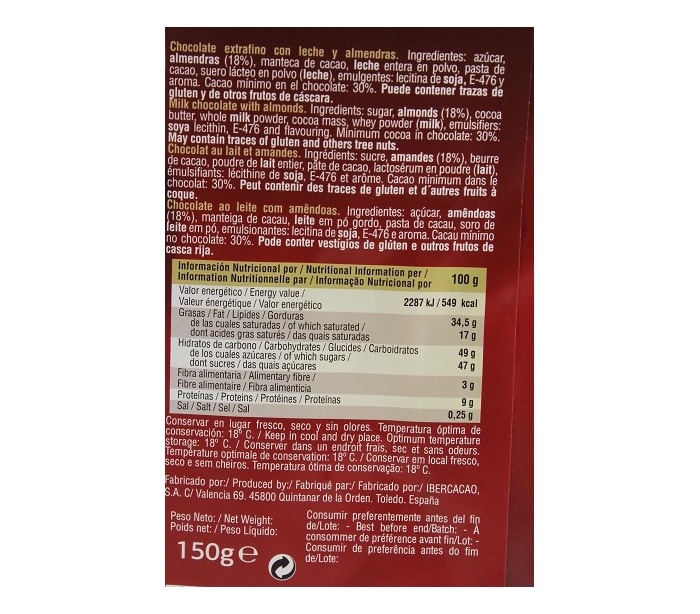 Chocolate extrafino con leche y almendras. Ingredientes: azúcar,
almendras (18%), manteca de cacao, leche entera en polvo, pasta de
cacao, suero lácteo en polvo (leche), emulgentes: lecitina de soja, E-476 y
aroma. Cacao mínimo en el chocolate: 30%. Puede contener trazas de
gluten y de otros frutos de cáscara.
Milk chocolate with almonds. Ingredients: sugar, almonds (18%), cocoa
butter, whole milk powder, cocoa mass, whey powder (milk), emulsifiers:
soya lecithin, E-476 and flavouring. Minimum cocoa in chocolate: 30%.
May contain traces of gluten and others tree nuts.
Chocolat au lait et amandes. Ingrédients: sucre, amandes (18%), beurre
de cacao, poudre de lait entier, pâte de cacao, lactosérum en poudre (lait),
émulsifiants: lécithine de soja, E-476 et arôme. Cacao minimum dans le
chocolat: 30%. Peut contenir des traces de gluten et d´autres fruits à
coque.
Chocolate ao leite com amêndoas. Ingredientes: açúcar, amêndoas
(18%), manteiga de cacau, leite em pó gordo, pasta de cacau, soro de
leite em pó, emulsionantes: lecitina de soja, E-476 e aroma. Cacau mínimo
no chocolate: 30%. Pode conter vestígios de glúten e outros frutos de
casca rija.
Información Nutricional por / Nutritional Information per /
Information Nutritionnelle par / Informação Nutricional por 100 g
Valor energético / Energy value /
Valeur énergétique / Valor energético 2287 kJ / 549 kcal
Grasas / Fat / Lipides / Gorduras 34,5 g
de las cuales saturadas / of which saturated /
dont acides gras saturés / das quais saturadas 17 g
Hidratos de carbono / Carbohydrates / Glucides / Carboidratos 49 g
de los cuales azúcares / of which sugars /
dont sucres / das quais açúcares 47 g
Fibra alimentaria / Alimentary fibre /
Fibre alimentaire / Fibra alimenticia 3 g
Proteínas / Proteins / Protéines / Proteínas 9 g
Sal / Salt / Sel / Sal 0,25 g
Conservar en lugar fresco, seco y sin olores. Temperatura óptima de
conservación: 18º C. / Keep in cool and dry place. Optimum temperature
storage: 18º C. / Conserver dans un endroit frais, sec et sans odeurs.
Température optimale de conservation: 18º C. / Conservar em local fresco,
seco e sem cheiros. Temperatura ótima de conservação: 18º C.
Fabricado por:/ Produced by:/ Fabriqué par:/ Fabricado por:/ IBERCACAO,
S.A. C/ Valencia 69. 45800 Quintanar de la Orden. Toledo. España
Peso Neto: / Net Weight:
Poids net: / Peso Líquido:
150g e
Consumir preferentemente antes del fin
de/Lote: - Best before end/Batch: - A
consommer de préférence avant fin/Lot: -
Consumir de preferência antes do fim
de/Lote: